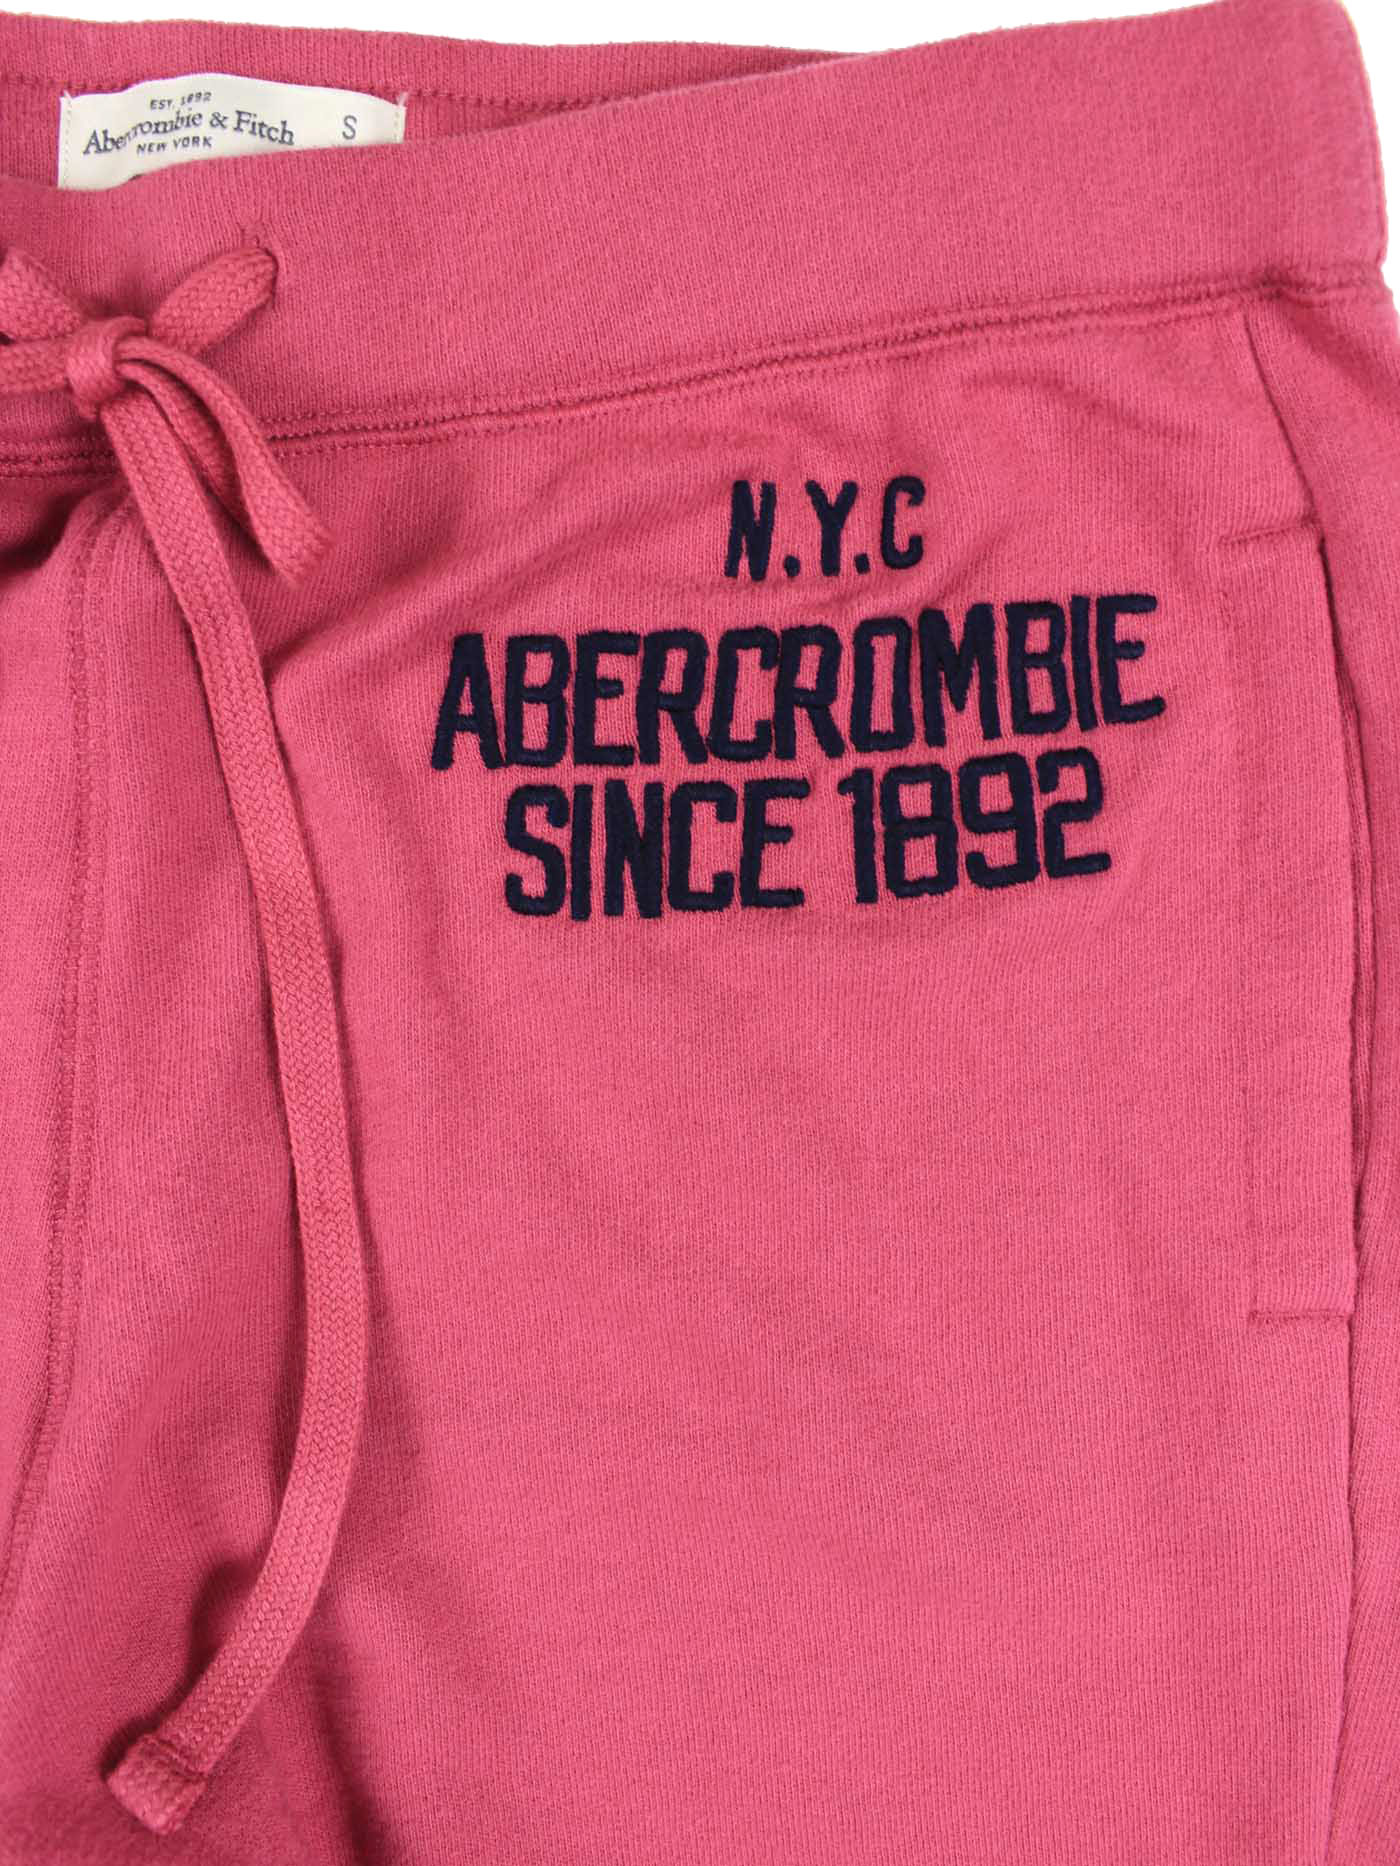 EST. 1892
Abercrombie & Fitch S
NEW YORK
N.Y.C
ABERCROMBIE
SINCE 1892